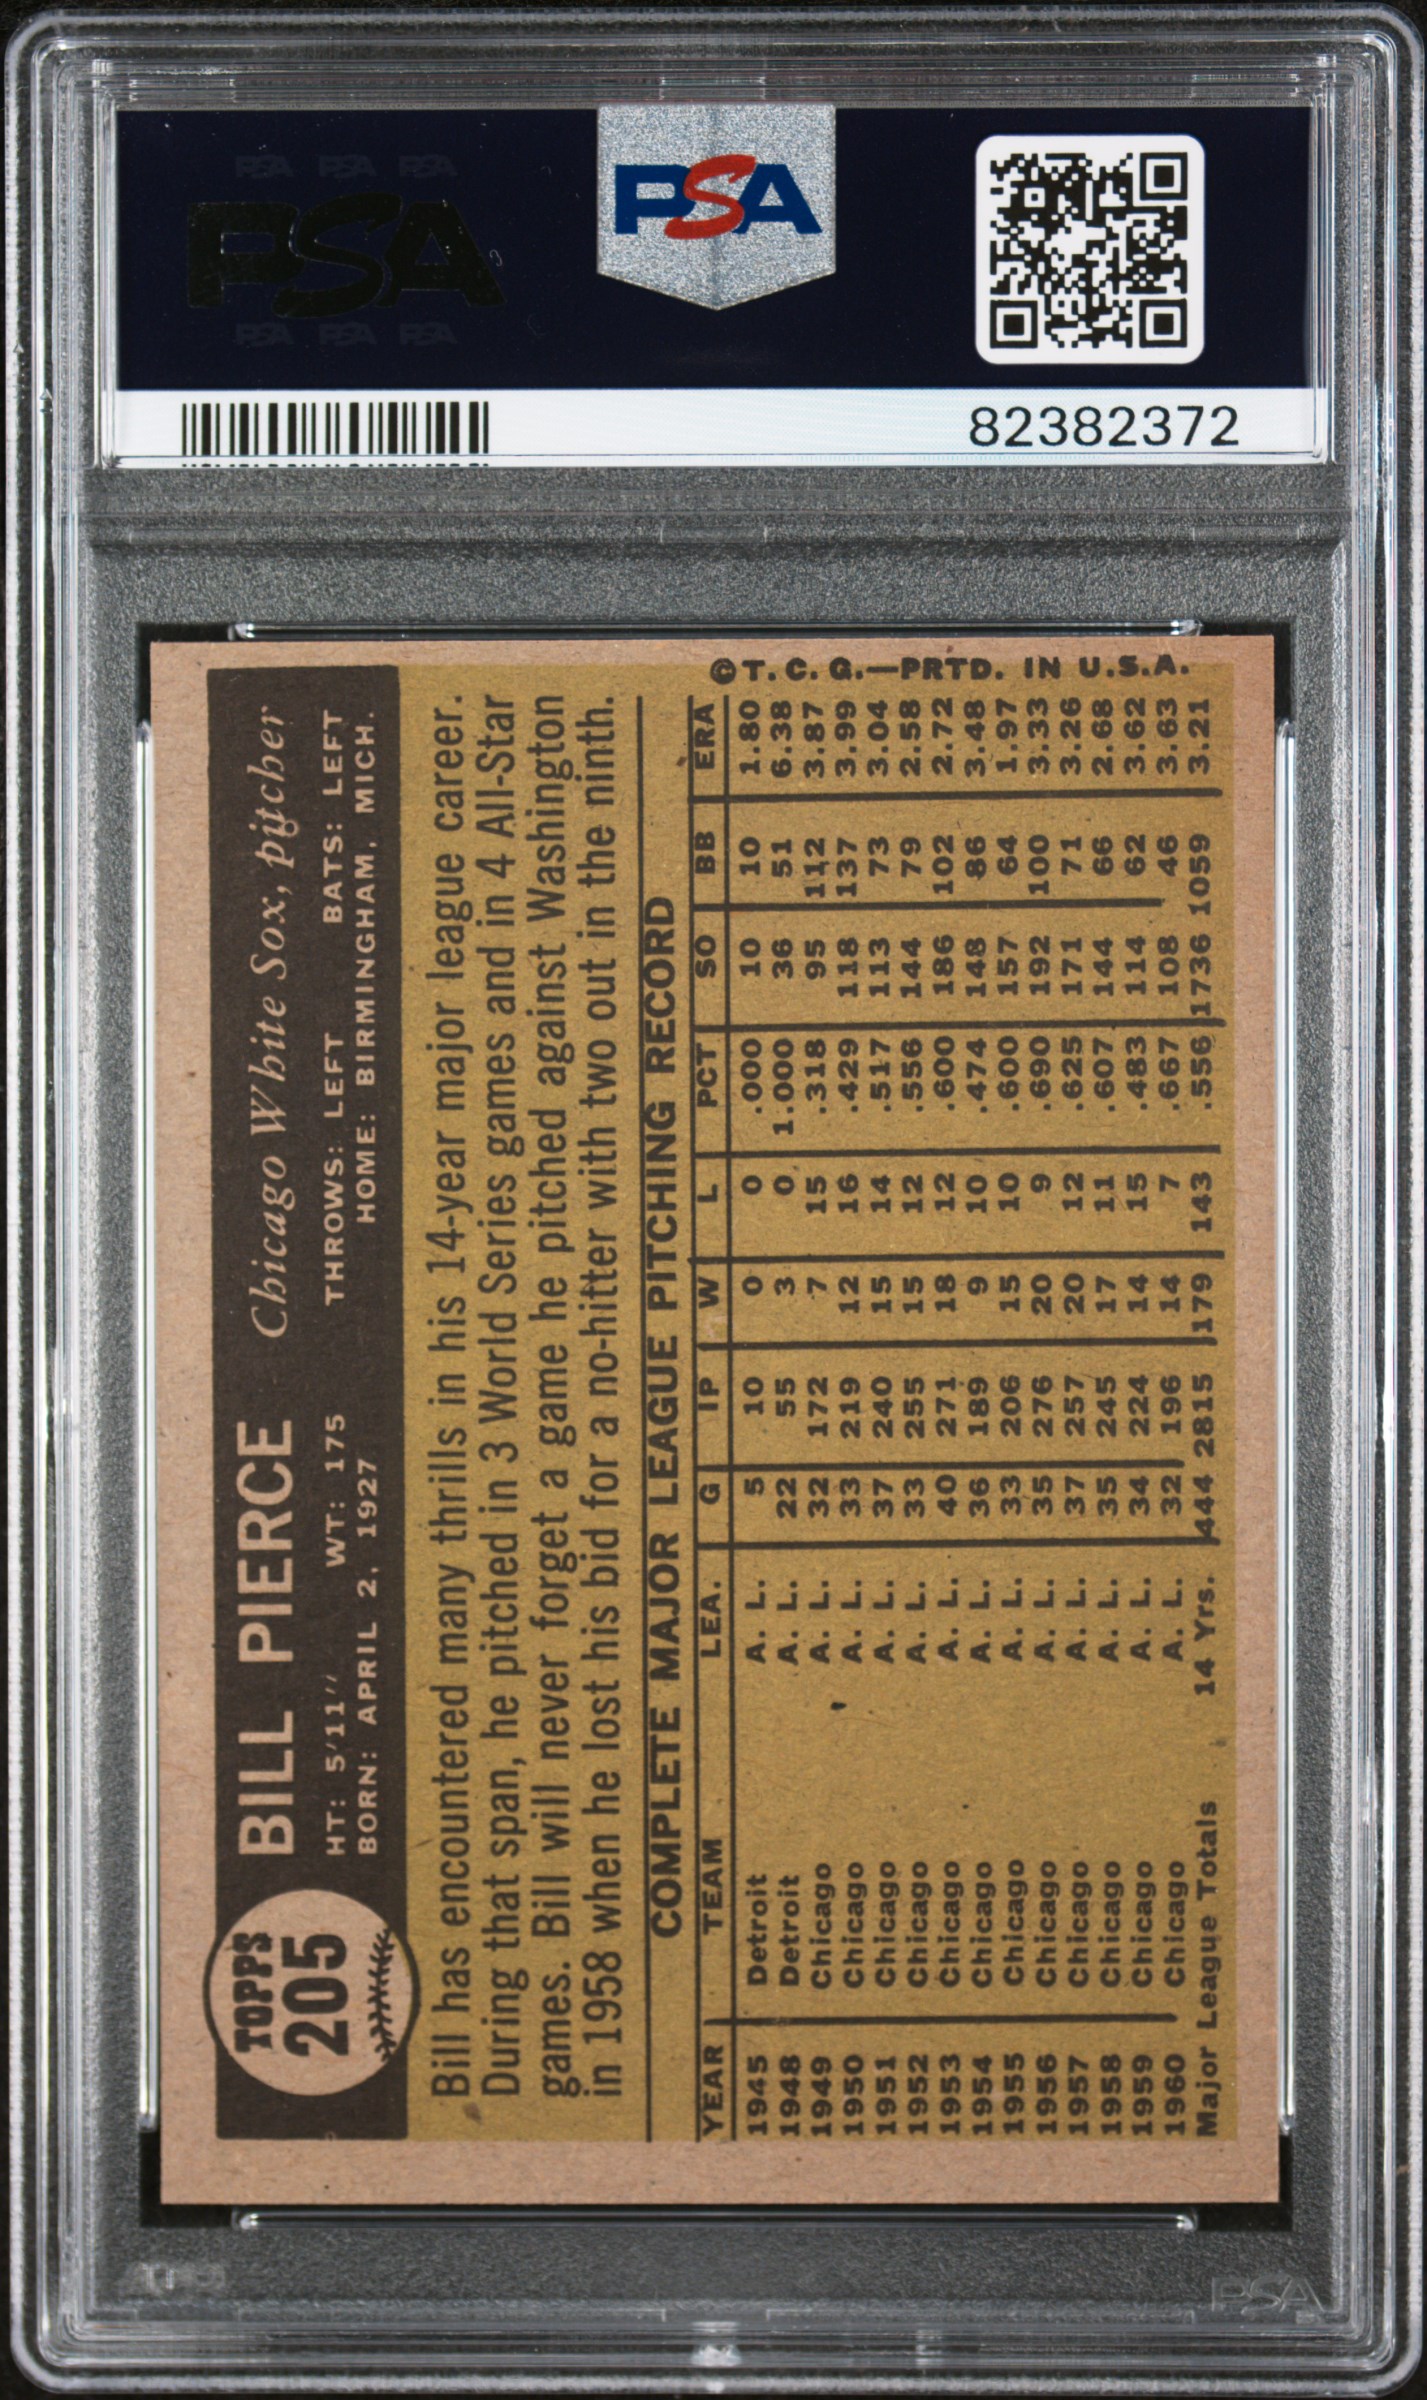 PSA PSA PSA
PSA
PSA PSA PSA
PSA
82382372
TOPPS
205
BILL PIERCE Chicago White Sox, pitcher
HT: 5'11" WT: 175 THROWS: LEFT BATS: LEFT
BORN: APRIL 2, 1927 HOME: BIRMINGHAM, MICH.
Bill has encountered many thrills in his 14-year major league career.
During that span, he pitched in 3 World Series games and in 4 All-Star
games. Bill will never forget a game he pitched against Washington
in 1958 when he lost his bid for a no-hitter with two out in the ninth.
COMPLETE MAJOR LEAGUE PITCHING RECORD
YEAR TEAM LEA. G IP W L PCT SO BB ERA
1945 Detroit A. L. 5 10 0 0 .000 10 10 1.80
1948 Detroit A. L. 22 55 3 0 1.000 36 51 6.38
1949 Chicago A. L. 32 172 7 15 .318 95 112 3.87
1950 Chicago A. L. 33 219 12 16 .429 118 137 3.99
1951 Chicago A. L. 37 240 15 14 .517 113 73 3.04
1952 Chicago A. L. 33 255 15 12 .556 144 79 2.58
1953 Chicago A. L. 40 271 18 12 .600 186 102 2.72
1954 Chicago A. L. 36 189 9 10 .474 148 86 3.48
1955 Chicago A. L. 33 206 15 10 .600 157 64 1.97
1956 Chicago A. L. 35 276 20 9 .690 192 100 3.33
1957 Chicago A. L. 37 257 20 12 .625 171 71 3.26
1958 Chicago A. L. 35 245 17 11 .607 144 66 2.68
1959 Chicago A. L. 34 224 14 15 .483 114 62 3.62
1960 Chicago A. L. 32 196 14 7 .667 108 46 3.63
Major League Totals 14 Yrs. 444 2815 179 143 .556 1736 1059 3.21
©T. C. G.—PRTD. IN U.S.A.
PSA